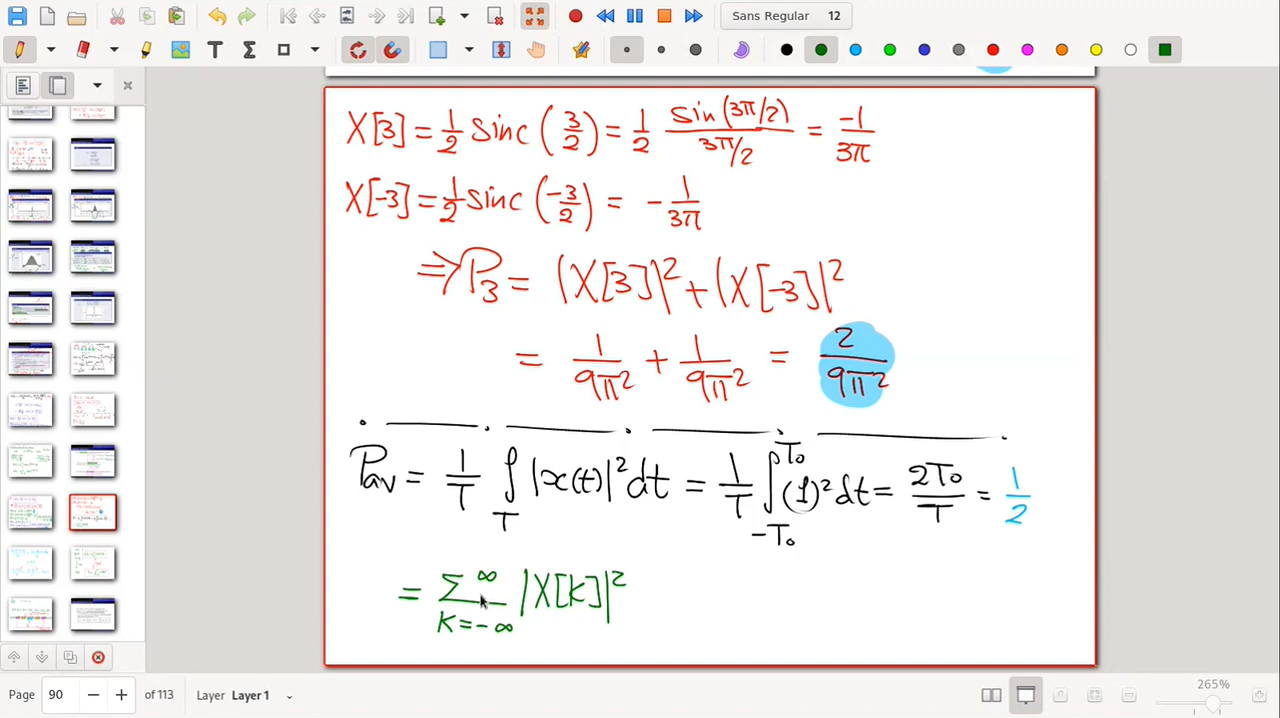 Sans Regular 12
X[3] = 1/2 sinc (3/2) = 1/2 sin(3π/2) / 3π/2 = -1/3π
X[-3] = 1/2 sinc (-3/2) = - 1/3π
⇒ P₃ = |X[3]|² + |X[-3]|²
= 1/9π² + 1/9π² = 2/9π²
Pav = 1/T ∫_T |x(t)|² dt = 1/T ∫_{-T₀}^{T₀} (1)² dt = 2T₀/T = 1/2
= Σ_{K=-∞}^{∞} |X[K]|²
Page 90 of 113 Layer Layer 1 265%